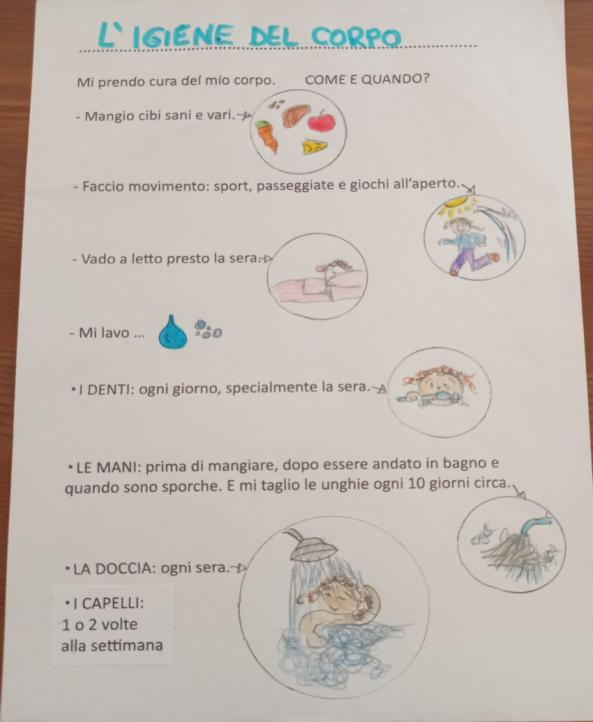 L'IGIENE DEL CORPO
Mi prendo cura del mio corpo. COME E QUANDO?
- Mangio cibi sani e vari.
- Faccio movimento: sport, passeggiate e giochi all'aperto.
- Vado a letto presto la sera.
- Mi lavo ...
• I DENTI: ogni giorno, specialmente la sera.
• LE MANI: prima di mangiare, dopo essere andato in bagno e
quando sono sporche. E mi taglio le unghie ogni 10 giorni circa.
• LA DOCCIA: ogni sera.
• I CAPELLI:
1 o 2 volte
alla settimana